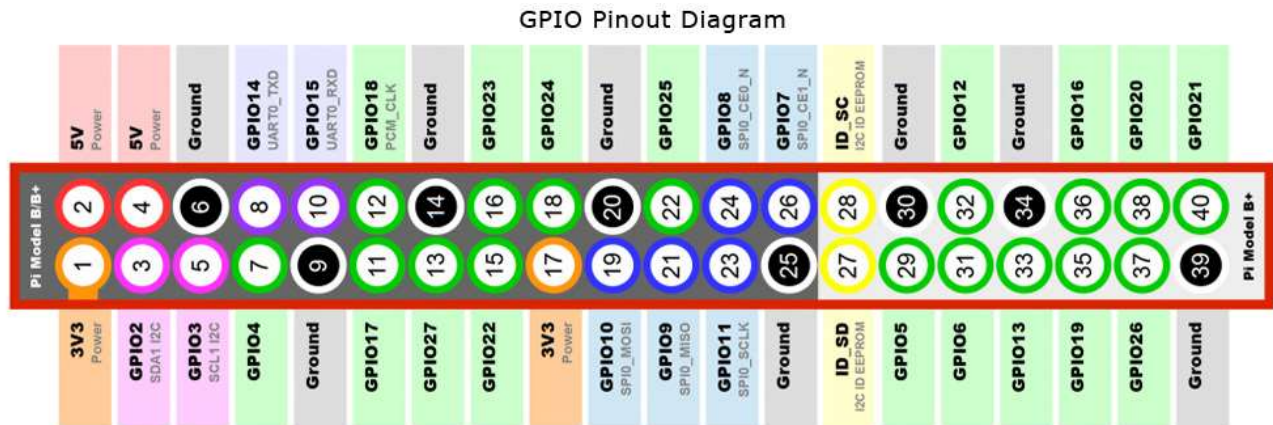 GPIO Pinout Diagram
5V
Power
5V
Power
Ground
GPIO14
UART0_TXD
GPIO15
UART0_RXD
GPIO18
PCM_CLK
Ground
GPIO23
GPIO24
Ground
GPIO25
GPIO8
SPI0_CE0_N
GPIO7
SPI0_CE1_N
ID_SC
I2C ID EEPROM
Ground
GPIO12
Ground
GPIO16
GPIO20
GPIO21
Pi Model B/B+
2 4 6 8 10 12 14 16 18 20 22 24 26 28 30 32 34 36 38 40
1 3 5 7 9 11 13 15 17 19 21 23 25 27 29 31 33 35 37 39
Pi Model B+
3V3
Power
GPIO2
SDA1 I2C
GPIO3
SCL1 I2C
GPIO4
Ground
GPIO17
GPIO27
GPIO22
3V3
Power
GPIO10
SPI0_MOSI
GPIO9
SPI0_MISO
GPIO11
SPI0_SCLK
Ground
ID_SD
I2C ID EEPROM
GPIO5
GPIO6
GPIO13
GPIO19
GPIO26
Ground